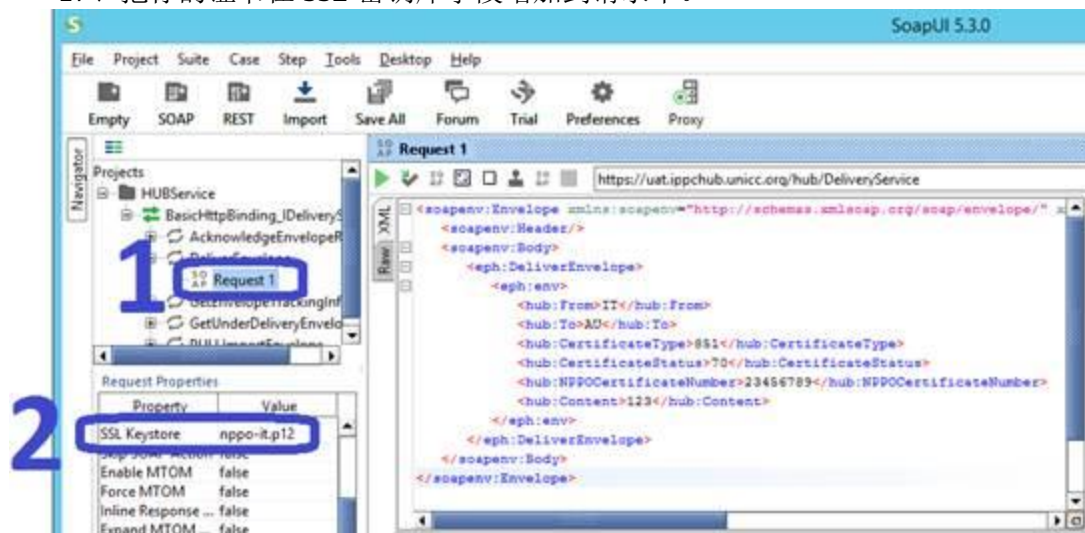 SoapUI 5.3.0
File Project Suite Case Step Tools Desktop Help
Empty SOAP REST Import Save All Forum Trial Preferences Proxy
Navigator
Projects
HUBService
BasicHttpBinding_IDeliveryS
AcknowledgeEnvelopeR
1
Request 1
GetEnvelopeTrackingInf
GetUnderDeliveryEnvelo
Request Properties
Property Value
2
SSL Keystore nppo-it.p12
Enable MTOM false
Force MTOM false
Inline Response ... false
Expand MTOM ... false
SOAP Request 1
https://uat.ippchub.unicc.org/hub/DeliveryService
XML
Raw
<soapenv:Envelope xmlns:soapenv="http://schemas.xmlsoap.org/soap/envelope/" x
<soapenv:Header/>
<soapenv:Body>
<eph:DeliverEnvelope>
<eph:env>
<hub:From>IT</hub:From>
<hub:To>AU</hub:To>
<hub:CertificateType>851</hub:CertificateType>
<hub:CertificateStatus>70</hub:CertificateStatus>
<hub:NPPOCertificateNumber>23456789</hub:NPPOCertificateNumber>
<hub:Content>123</hub:Content>
</eph:env>
</eph:DeliverEnvelope>
</soapenv:Body>
</soapenv:Envelope>